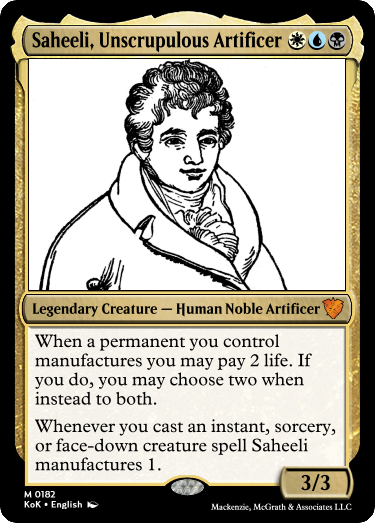 Saheeli, Unscrupulous Artificer
Legendary Creature — Human Noble Artificer
When a permanent you control
manufactures you may pay 2 life. If
you do, you may choose two when
instead to both.
Whenever you cast an instant, sorcery,
or face-down creature spell Saheeli
manufactures 1.
3/3
M 0182
KoK • English
Mackenzie, McGrath & Associates LLC